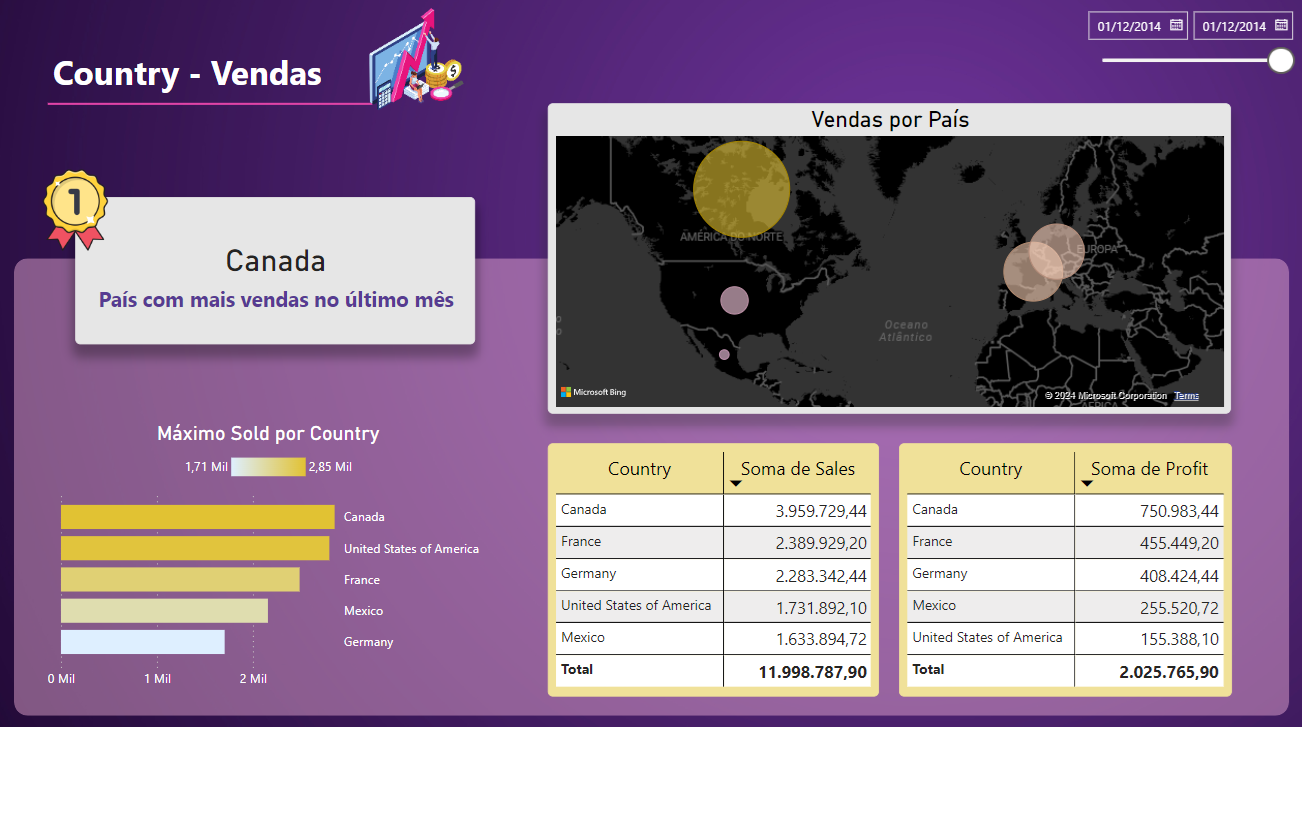 01/12/2014
01/12/2014
Country - Vendas
Vendas por País
1
Canada
País com mais vendas no último mês
AMÉRICA DO NORTE
EUROPA
Oceano
Atlântico
ÁFRICA
Microsoft Bing
© 2024 Microsoft Corporation Terms
Máximo Sold por Country
1,71 Mil 2,85 Mil
Canada
United States of America
France
Mexico
Germany
0 Mil 1 Mil 2 Mil
Country Soma de Sales
Canada 3.959.729,44
France 2.389.929,20
Germany 2.283.342,44
United States of America 1.731.892,10
Mexico 1.633.894,72
Total 11.998.787,90
Country Soma de Profit
Canada 750.983,44
France 455.449,20
Germany 408.424,44
Mexico 255.520,72
United States of America 155.388,10
Total 2.025.765,90